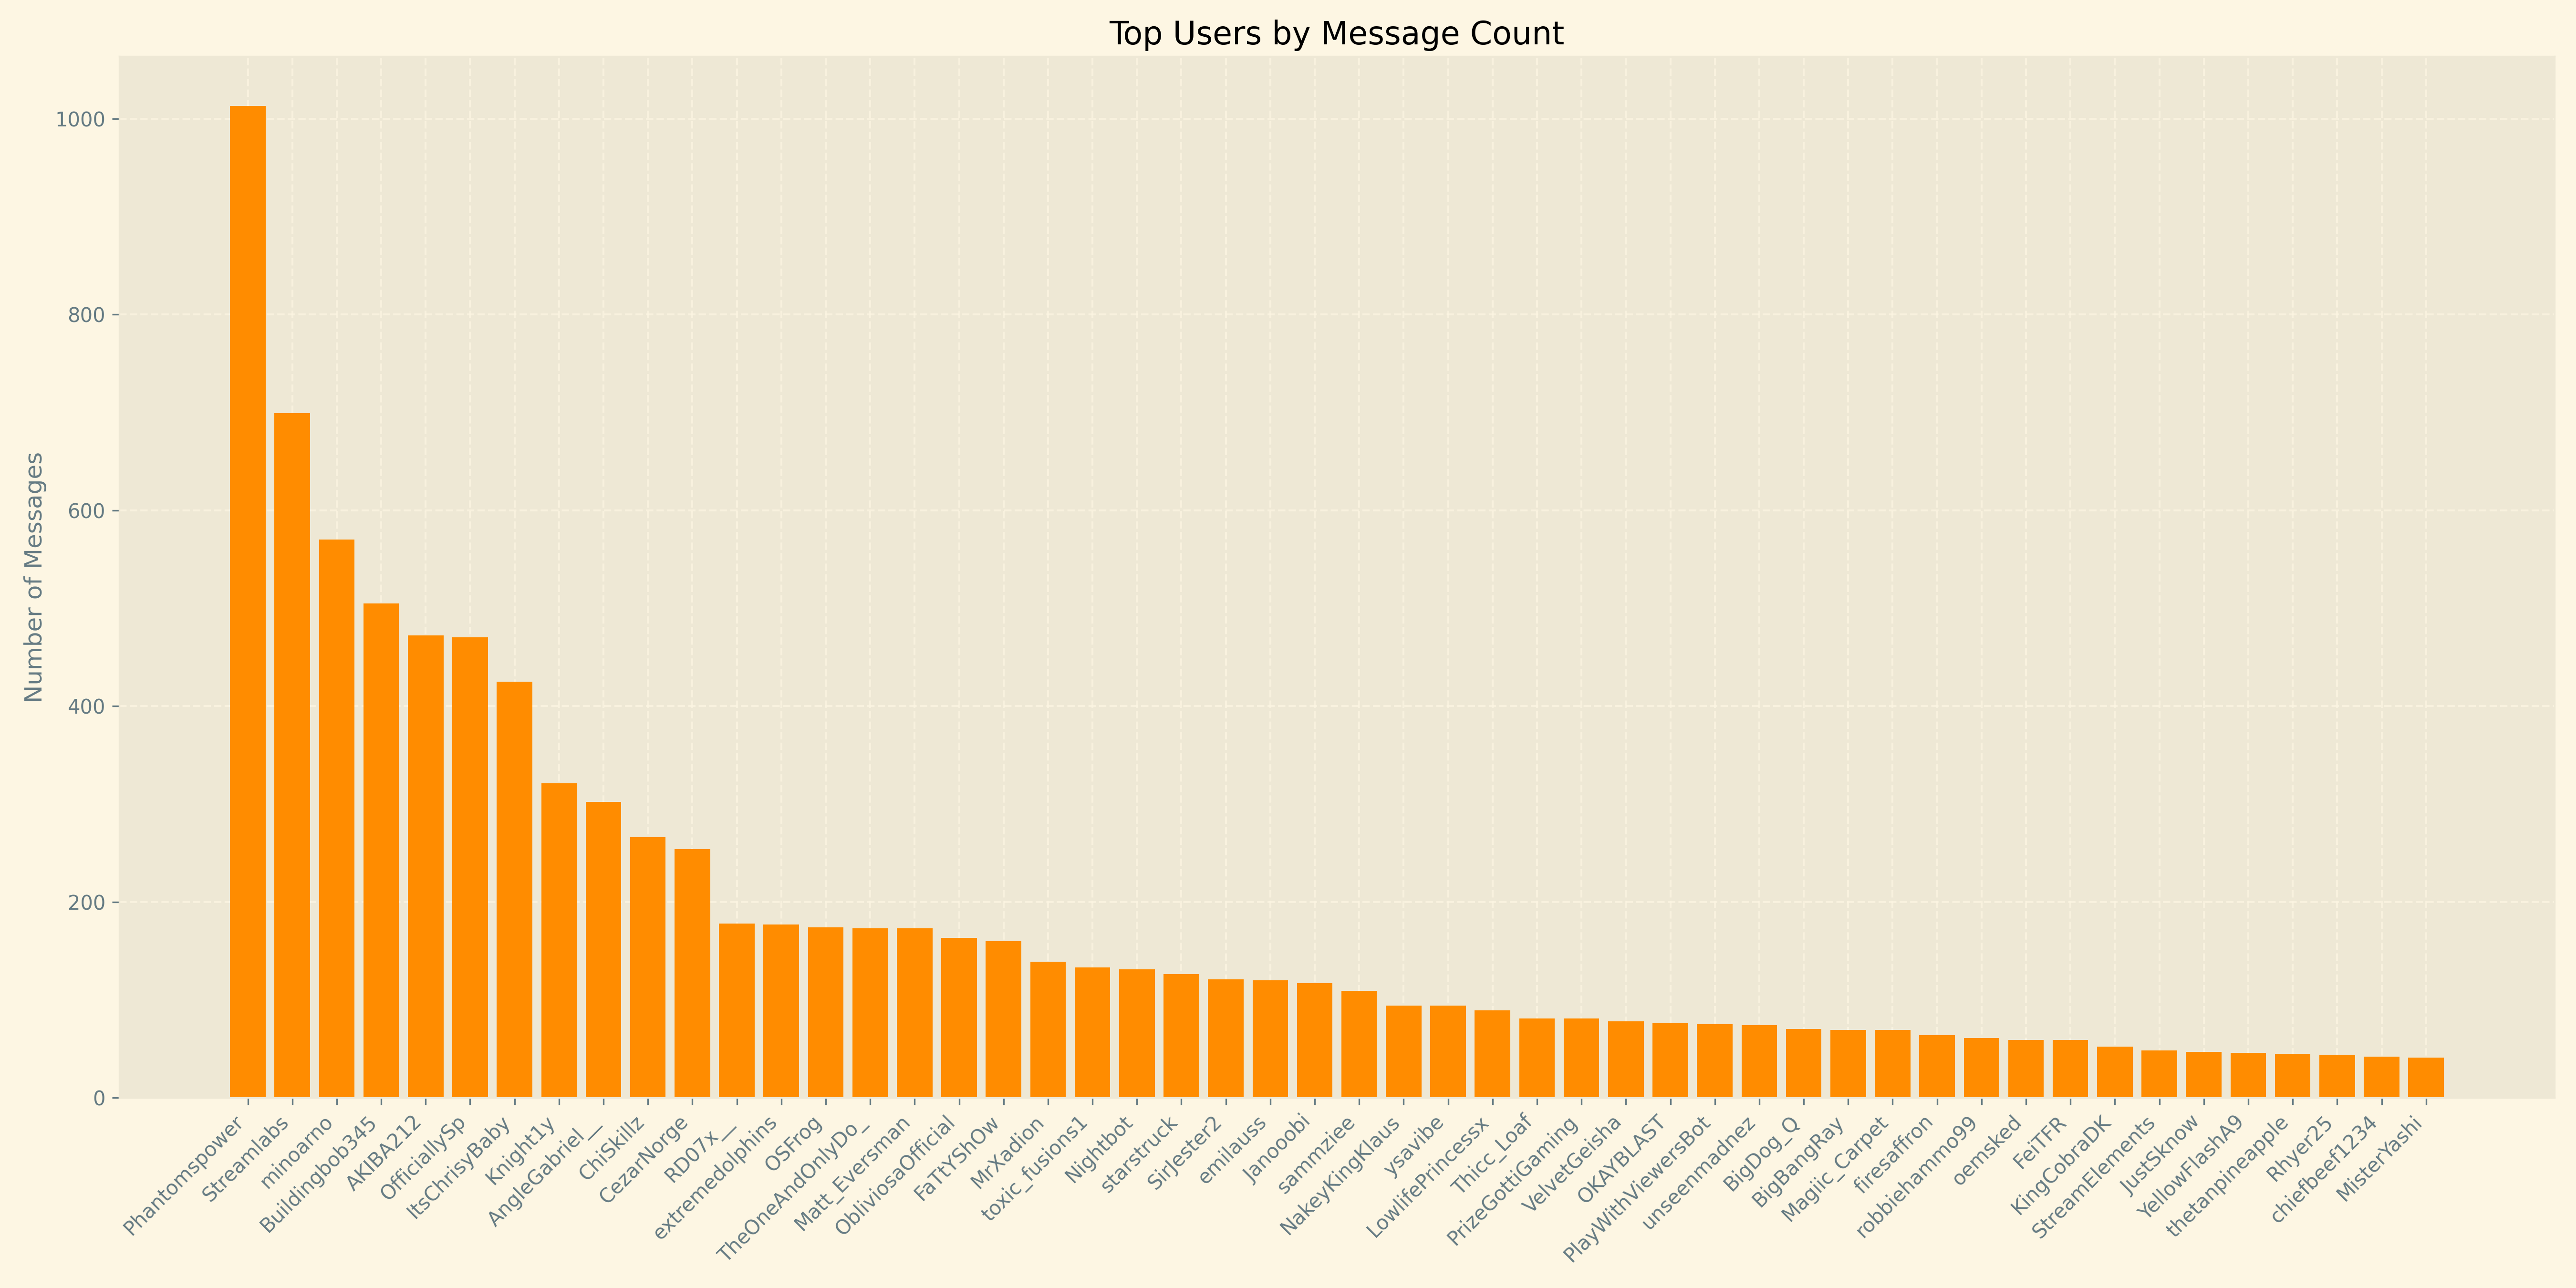 Top Users by Message Count
Number of Messages
1000
800
600
400
200
0
Phantomspower
Streamlabs
minoarno
Buildingbob345
AKIBA212
OfficiallySp
ItsChrisyBaby
Knight1y
AngleGabriel__
ChiSkillz
CezarNorge
RD07x__
extremedolphins
OSFrog
TheOneAndOnlyDo_
Matt_Eversman
ObliviosaOfficial
FaTtYShOw
MrXadion
toxic_fusions1
Nightbot
starstruck
SirJester2
emilauss
Janooobi
sammziee
NakeyKingKlaus
ysavibe
LowlifePrincessx
Thicc_Loaf
PrizeGottiGaming
VelvetGeisha
OKAYBLAST
PlayWithViewersBot
unseenmadnez
BigDog_Q
BigBangRay
Magiic_Carpet
firesaffron
robbiehammo99
oemsked
FeiTFR
KingCobraDK
StreamElements
JustSknow
YellowFlashA9
thetanpineapple
Rhyer25
chiefbeef1234
MisterYashi